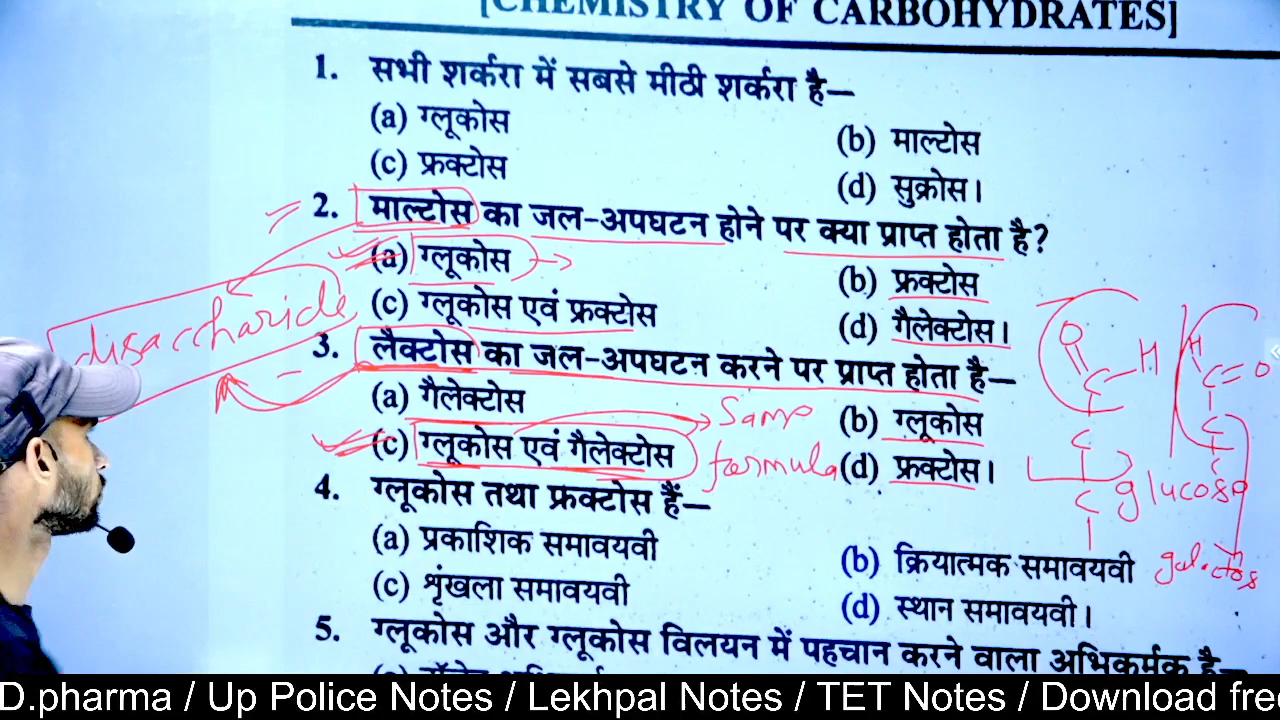 [CHEMISTRY OF CARBOHYDRATES]
1. सभी शर्करा में सबसे मीठी शर्करा है—
(a) ग्लूकोस (b) माल्टोस
(c) फ्रक्टोस (d) सुक्रोस।
2. माल्टोस का जल-अपघटन होने पर क्या प्राप्त होता है?
(a) ग्लूकोस (b) फ्रक्टोस
(c) ग्लूकोस एवं फ्रक्टोस (d) गैलेक्टोस।
disaccharide
3. लैक्टोस का जल-अपघटन करने पर प्राप्त होता है—
(a) गैलेक्टोस (b) ग्लूकोस
(c) ग्लूकोस एवं गैलेक्टोस (d) फ्रक्टोस।
Same
formula
O H H
C C = O
C C
C C
glucose
4. ग्लूकोस तथा फ्रक्टोस हैं—
(a) प्रकाशिक समावयवी (b) क्रियात्मक समावयवी
(c) शृंखला समावयवी (d) स्थान समावयवी।
5. ग्लूकोस और ग्लूकोस विलयन में पहचान करने वाला अभिकर्मक है—
D.pharma / Up Police Notes / Lekhpal Notes / TET Notes / Download free